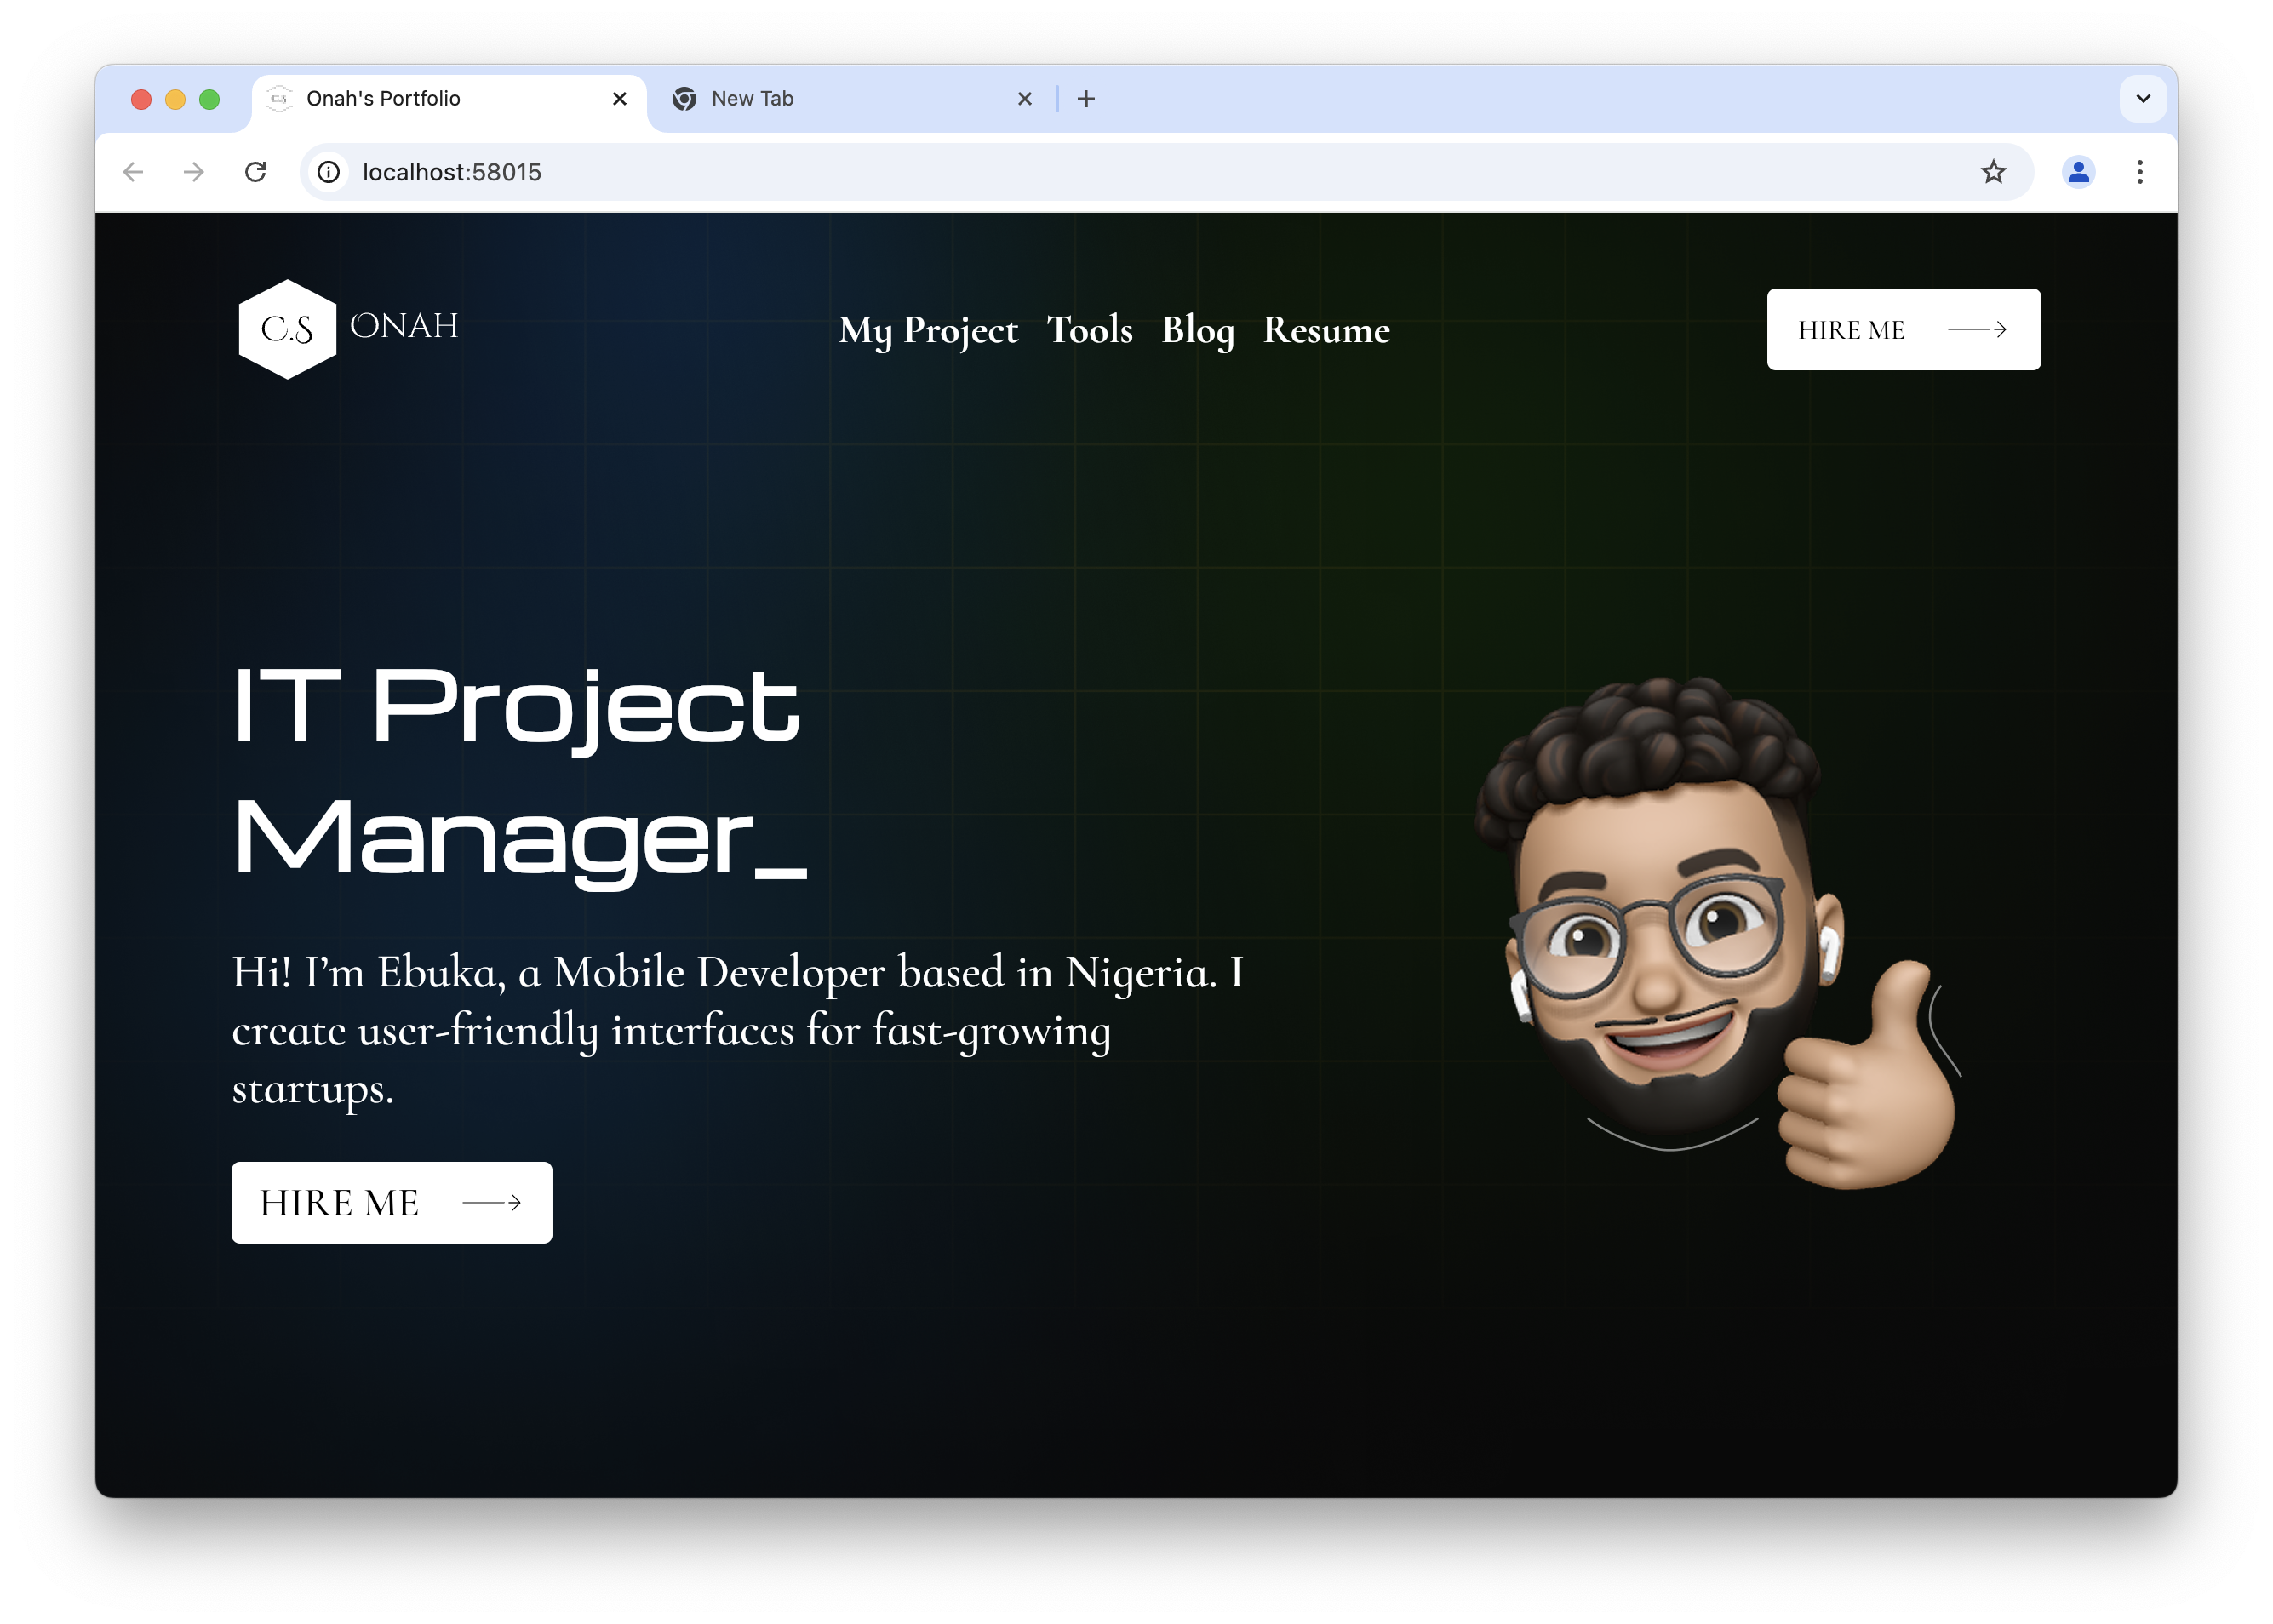 Onah's Portfolio
New Tab
localhost:58015
C.S ONAH
My Project Tools Blog Resume
HIRE ME
IT Project
Manager_
Hi! I’m Ebuka, a Mobile Developer based in Nigeria. I
create user-friendly interfaces for fast-growing
startups.
HIRE ME